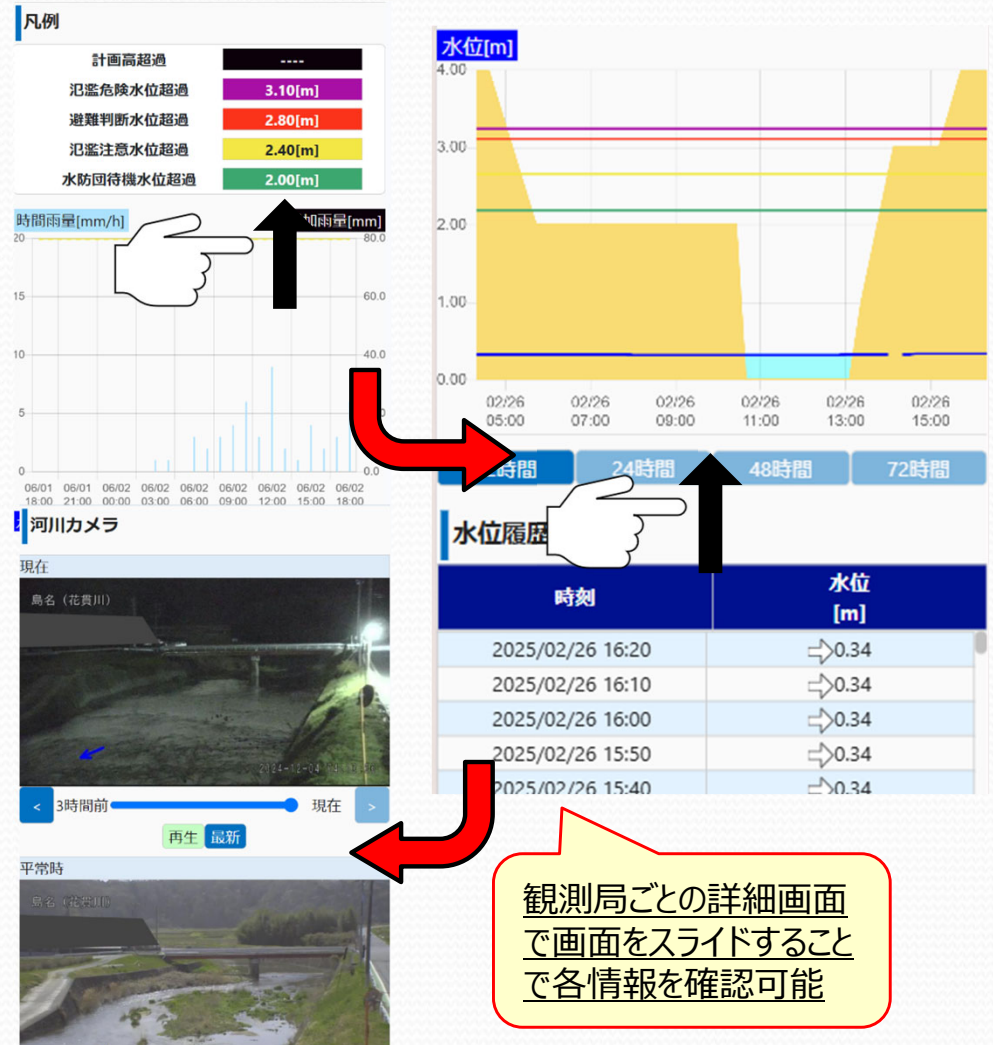 凡例
計画高超過 ----
氾濫危険水位超過 3.10[m]
避難判断水位超過 2.80[m]
氾濫注意水位超過 2.40[m]
水防団待機水位超過 2.00[m]
時間雨量[mm/h] 加雨量[mm]
20 80.0
15 60.0
10 40.0
5 0
0 0.0
06/01 06/01 06/02 06/02 06/02 06/02 06/02 06/02 06/02
18:00 21:00 00:00 03:00 06:00 09:00 12:00 15:00 18:00
河川カメラ
現在
島名（花貫川）
< 3時間前 現在 >
再生 最新
平常時
島名（花貫川）
水位[m]
4.00
3.00
2.00
1.00
0.00
02/26 02/26 02/26 02/26 02/26 02/26
05:00 07:00 09:00 11:00 13:00 15:00
2時間 24時間 48時間 72時間
水位履歴
時刻 水位
[m]
2025/02/26 16:20 ⇨0.34
2025/02/26 16:10 ⇨0.34
2025/02/26 16:00 ⇨0.34
2025/02/26 15:50 ⇨0.34
2025/02/26 15:40 ⇨0.34
観測局ごとの詳細画面
で画面をスライドすること
で各情報を確認可能